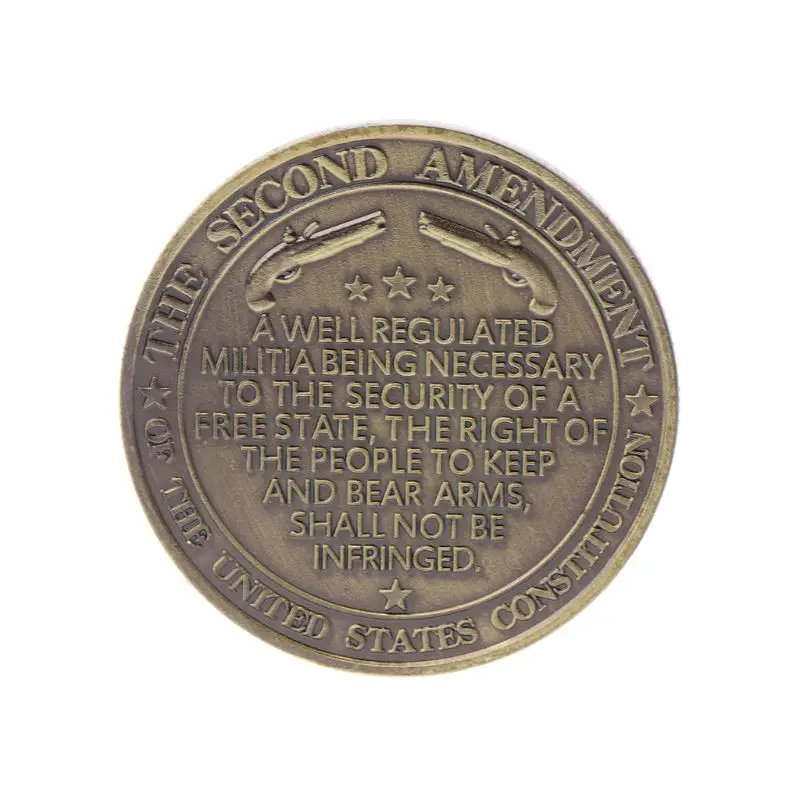 THE SECOND AMENDMENT
A WELL REGULATED
MILITIA BEING NECESSARY
TO THE SECURITY OF A
FREE STATE, THE RIGHT OF
THE PEOPLE TO KEEP
AND BEAR ARMS,
SHALL NOT BE
INFRINGED.
OF THE UNITED STATES CONSTITUTION